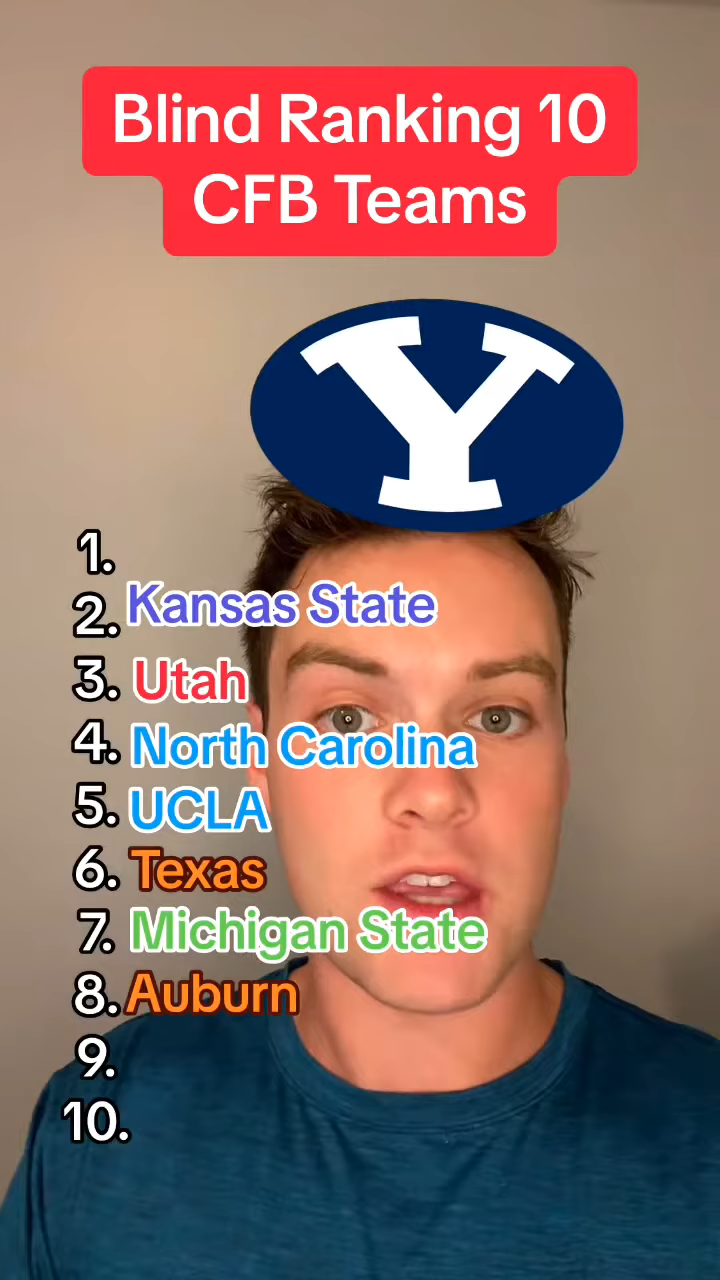 Blind Ranking 10
CFB Teams
Y
1.
2. Kansas State
3. Utah
4. North Carolina
5. UCLA
6. Texas
7. Michigan State
8. Auburn
9.
10.